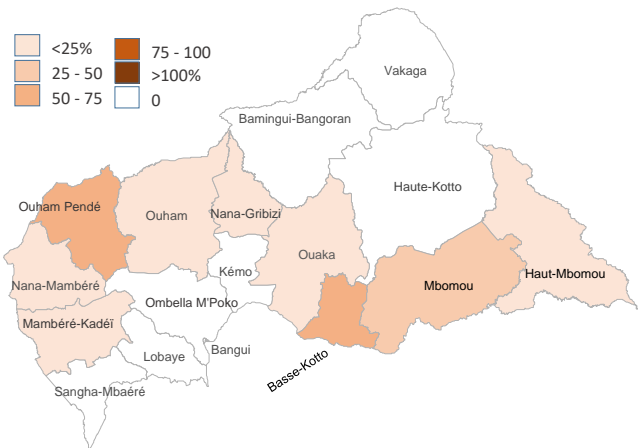 <25%
25 - 50
50 - 75
75 - 100
>100%
0
Vakaga
Bamingui-Bangoran
Haute-Kotto
Ouham Pendé
Ouham
Nana-Gribizi
Ouaka
Kémo
Nana-Mambéré
Mbomou
Haut-Mbomou
Ombella M'Poko
Mambéré-Kadéï
Bangui
Lobaye
Basse-Kotto
Sangha-Mbaéré